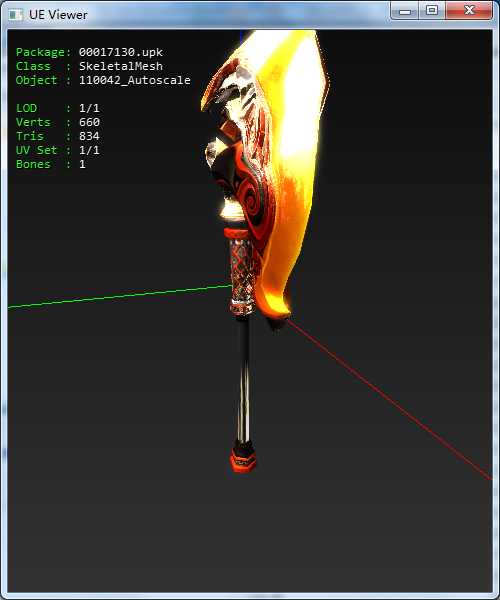 UE Viewer
Package: 00017130.upk
Class  : SkeletalMesh
Object : 110042_Autoscale
LOD    : 1/1
Verts  : 660
Tris   : 834
UV Set : 1/1
Bones  : 1